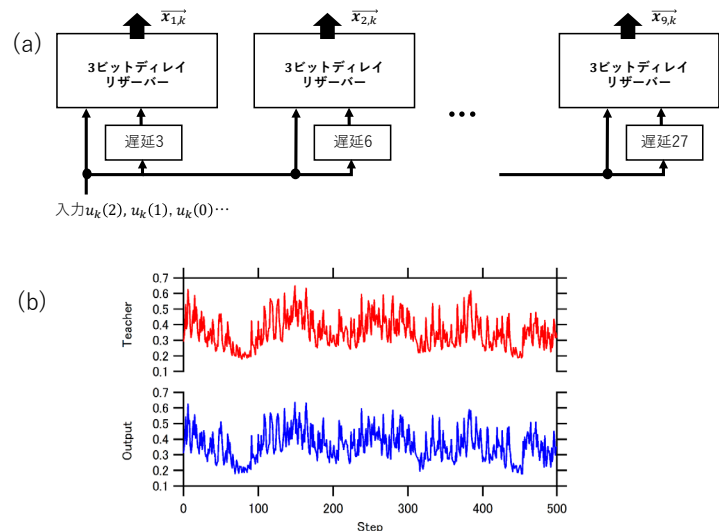 (a)
x1,k
x2,k
x9,k
3ビットディレイ
リザーバー
3ビットディレイ
リザーバー
3ビットディレイ
リザーバー
…
遅延3
遅延6
遅延27
入力uk(2), uk(1), uk(0)⋯
(b)
Teacher
0.7
0.6
0.5
0.4
0.3
0.2
0.1
Output
0.7
0.6
0.5
0.4
0.3
0.2
0.1
0 100 200 300 400 500
Step